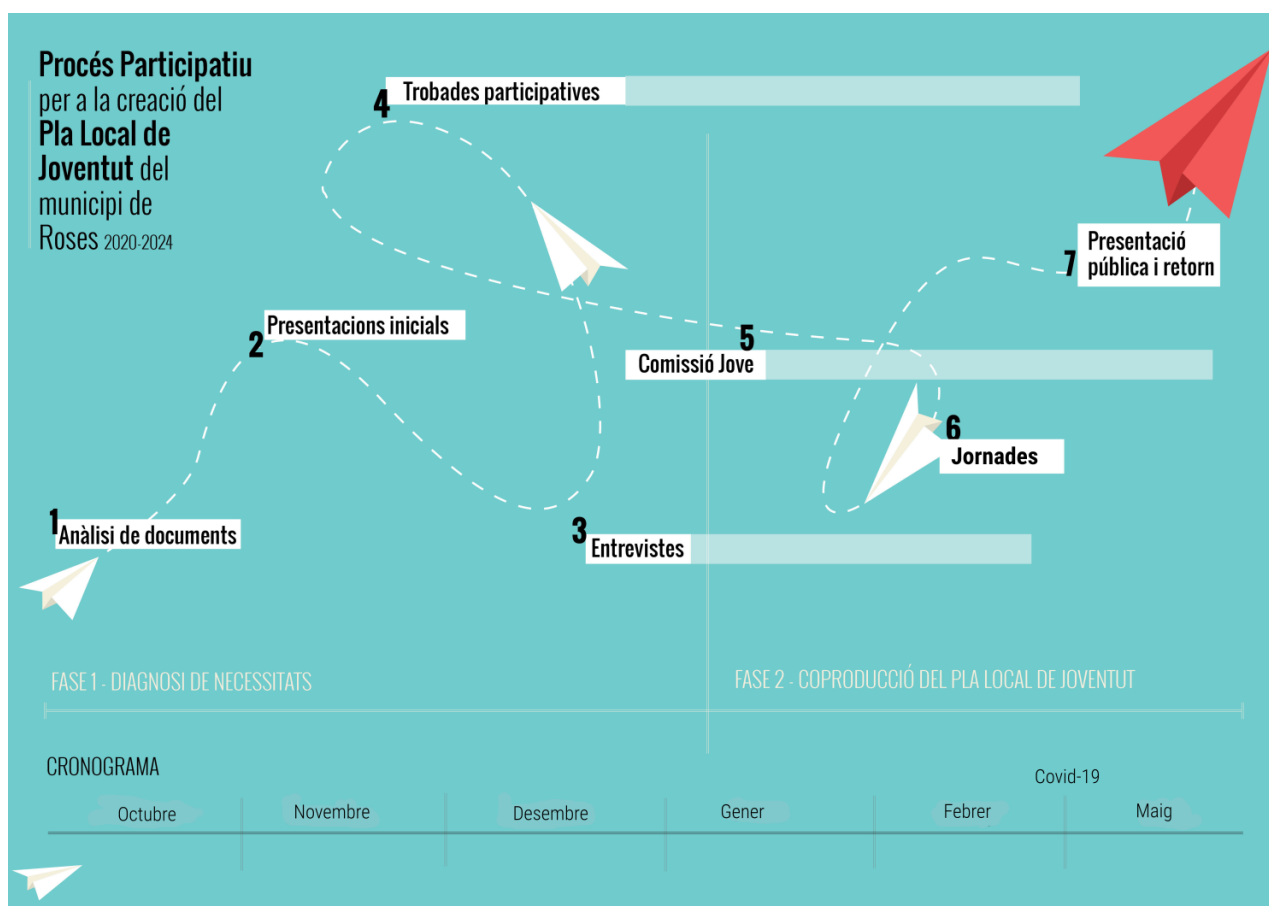 Procés Participatiu
per a la creació del
Pla Local de
Joventut del
municipi de
Roses 2020-2024
4 Trobades participatives
7 Presentació
pública i retorn
2 Presentacions inicials
5
Comissió Jove
6
Jornades
1 Anàlisi de documents
3 Entrevistes
FASE 1 - DIAGNOSI DE NECESSITATS
FASE 2 - COPRODUCCIÓ DEL PLA LOCAL DE JOVENTUT
CRONOGRAMA
Covid-19
Octubre Novembre Desembre Gener Febrer Maig